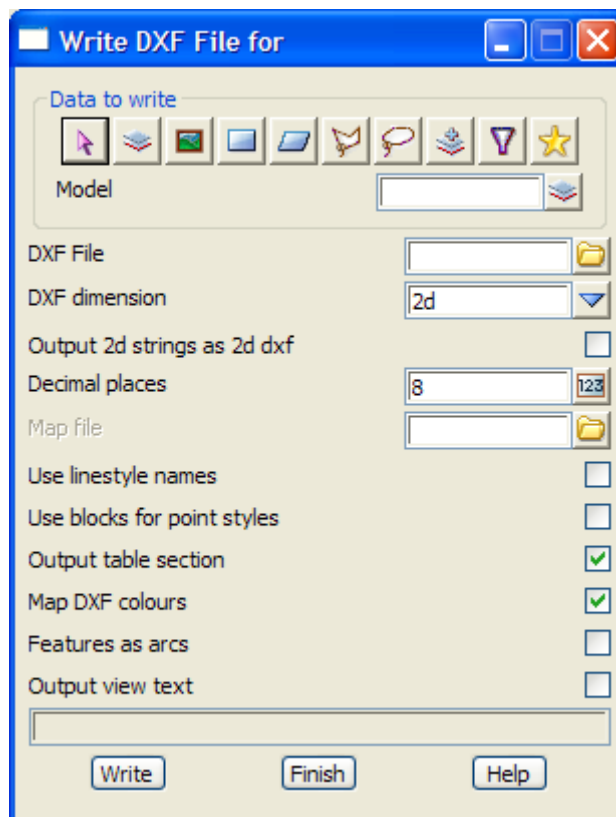 Write DXF File for
Data to write
Model
DXF File
DXF dimension 2d
Output 2d strings as 2d dxf
Decimal places 8 123
Map file
Use linestyle names
Use blocks for point styles
Output table section
Map DXF colours
Features as arcs
Output view text
Write Finish Help